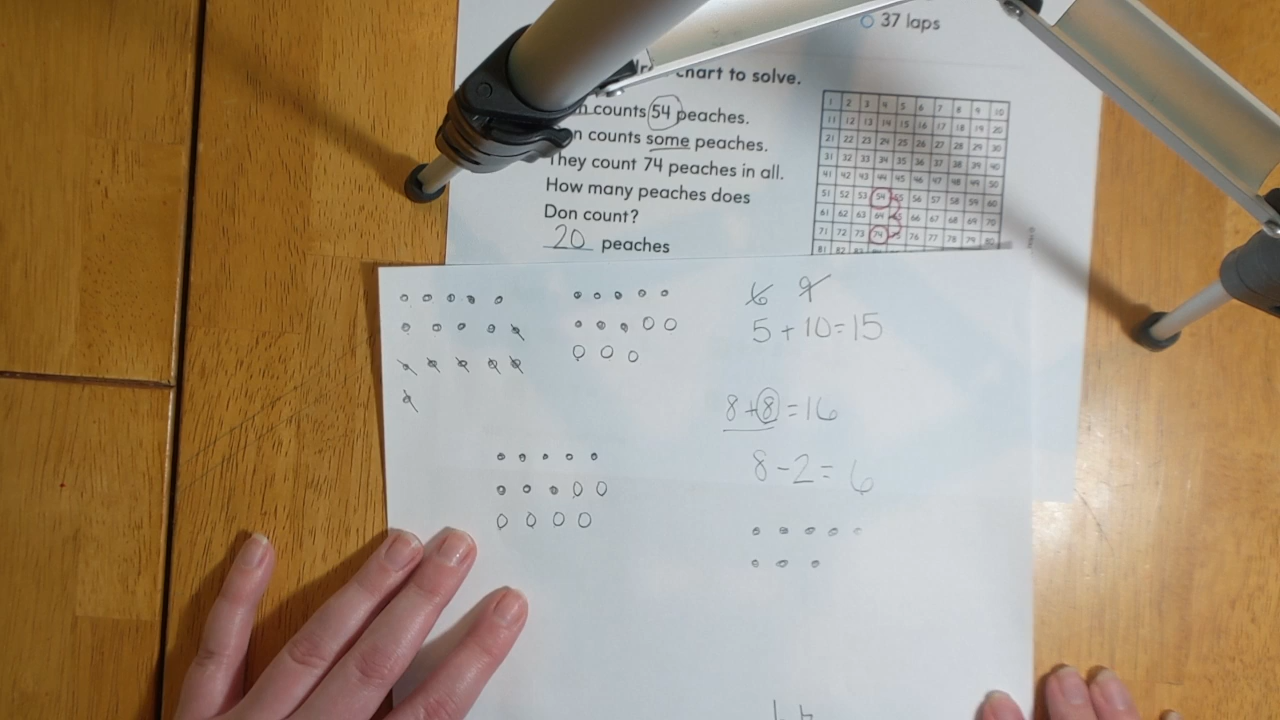 37 laps
chart to solve.
counts 54 peaches.
counts some peaches.
They count 74 peaches in all.
How many peaches does
Don count?
20 peaches
1 2 3 4 5 6 7 8 9 10
11 12 13 14 15 16 17 18 19 20
21 22 23 24 25 26 27 28 29 30
31 32 33 34 35 36 37 38 39 40
41 42 43 44 45 46 47 48 49 50
51 52 53 54 55 56 57 58 59 60
61 62 63 64 65 66 67 68 69 70
71 72 73 74 75 76 77 78 79 80
81 82
6 9
5+10=15
8+8=16
8-2=6